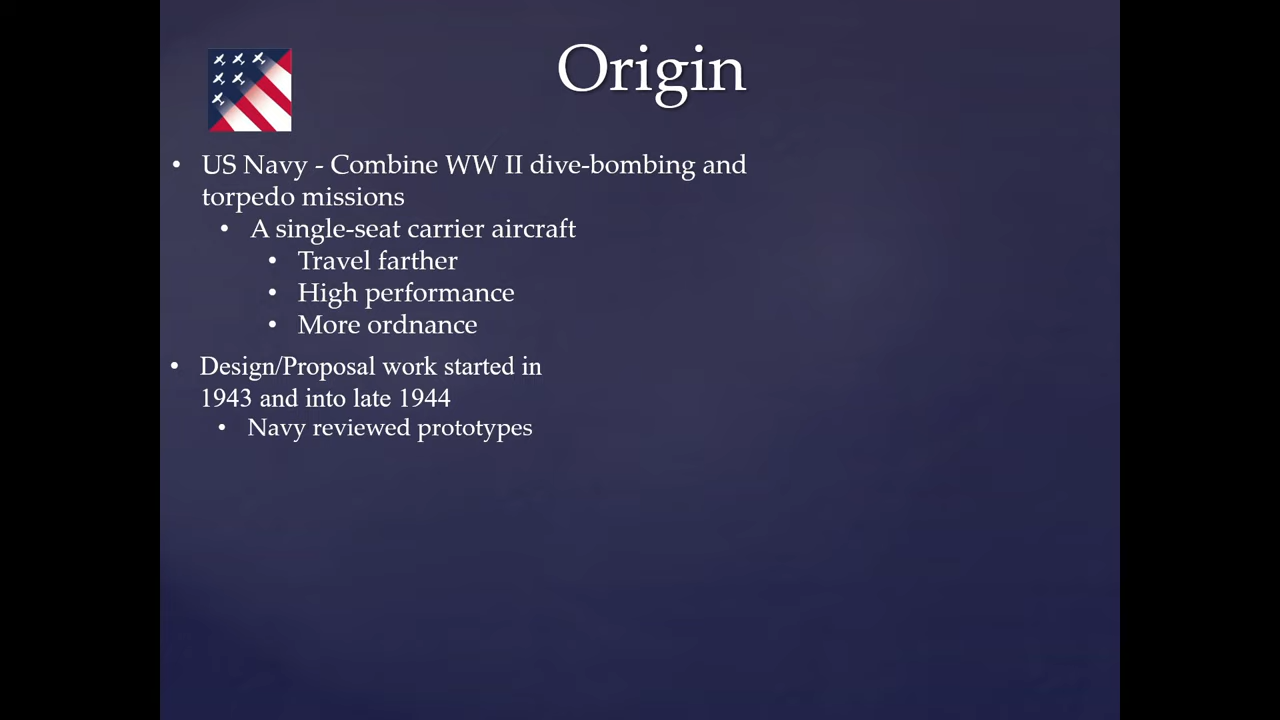 Origin
• US Navy - Combine WW II dive-bombing and
torpedo missions
• A single-seat carrier aircraft
• Travel farther
• High performance
• More ordnance
• Design/Proposal work started in
1943 and into late 1944
• Navy reviewed prototypes